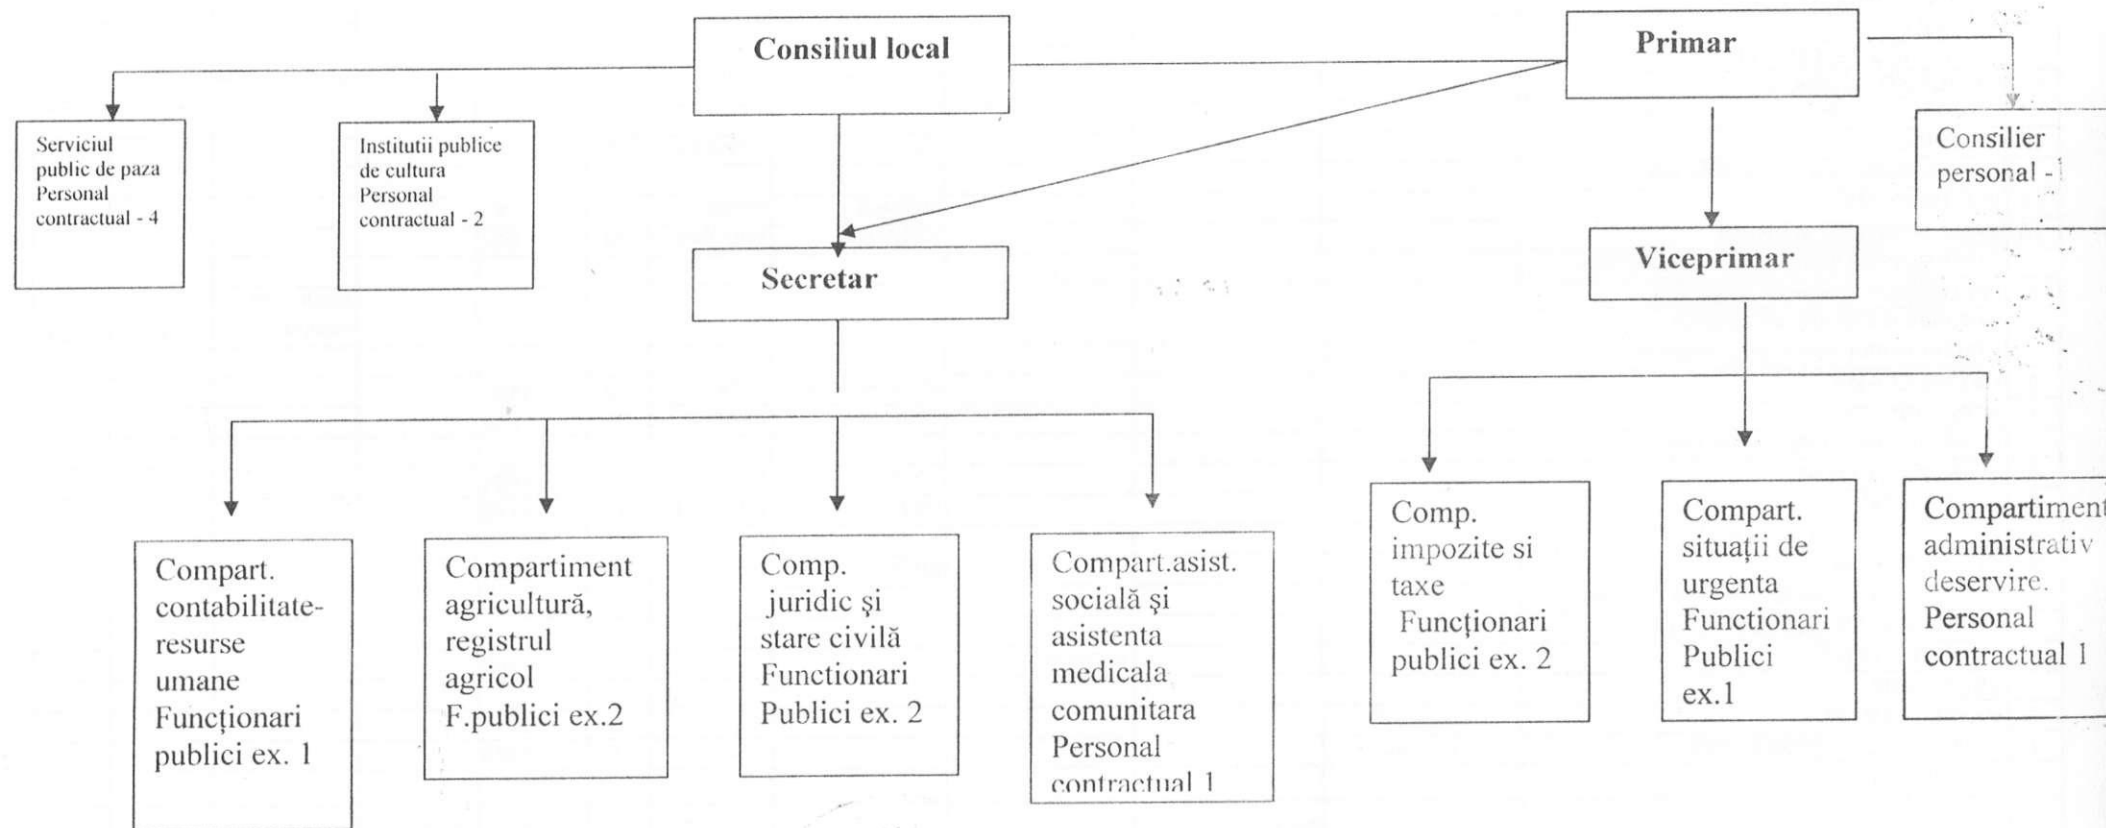 Consiliul local
Primar
Serviciul
public de paza
Personal
contractual - 4
Institutii publice
de cultura
Personal
contractual - 2
Consilier
personal - 1
Secretar
Viceprimar
Compart.
contabilitate-
resurse
umane
Funcționari
publici ex. 1
Compartiment
agricultură,
registrul
agricol
F.publici ex.2
Comp.
juridic și
stare civilă
Functionari
Publici ex. 2
Compart.asist.
socială și
asistenta
medicala
comunitara
Personal
contractual 1
Comp.
impozite si
taxe
Funcționari
publici ex. 2
Compart.
situații de
urgenta
Functionari
Publici
ex.1
Compartiment
administrativ
deservire.
Personal
contractual 1